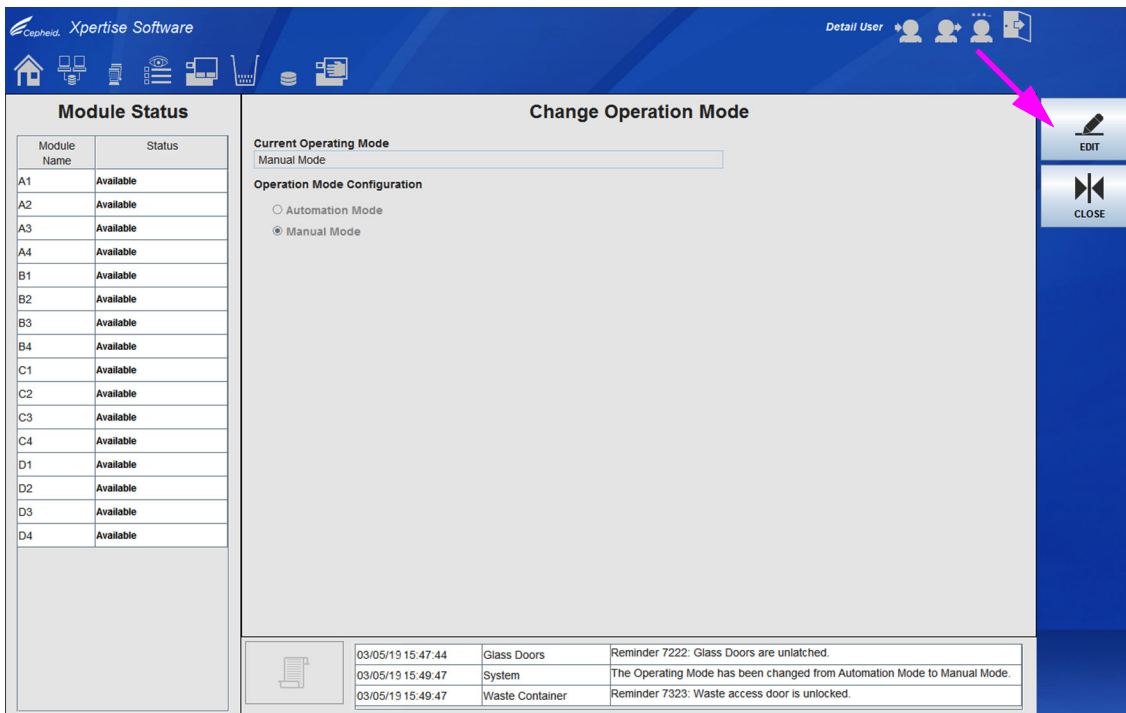 Cepheid. Xpertise Software
Detail User
Module Status
Module Name Status
A1 Available
A2 Available
A3 Available
A4 Available
B1 Available
B2 Available
B3 Available
B4 Available
C1 Available
C2 Available
C3 Available
C4 Available
D1 Available
D2 Available
D3 Available
D4 Available
Change Operation Mode
Current Operating Mode
Manual Mode
Operation Mode Configuration
Automation Mode
Manual Mode
03/05/19 15:47:44 Glass Doors Reminder 7222: Glass Doors are unlatched.
03/05/19 15:49:47 System The Operating Mode has been changed from Automation Mode to Manual Mode.
03/05/19 15:49:47 Waste Container Reminder 7323: Waste access door is unlocked.
EDIT
CLOSE